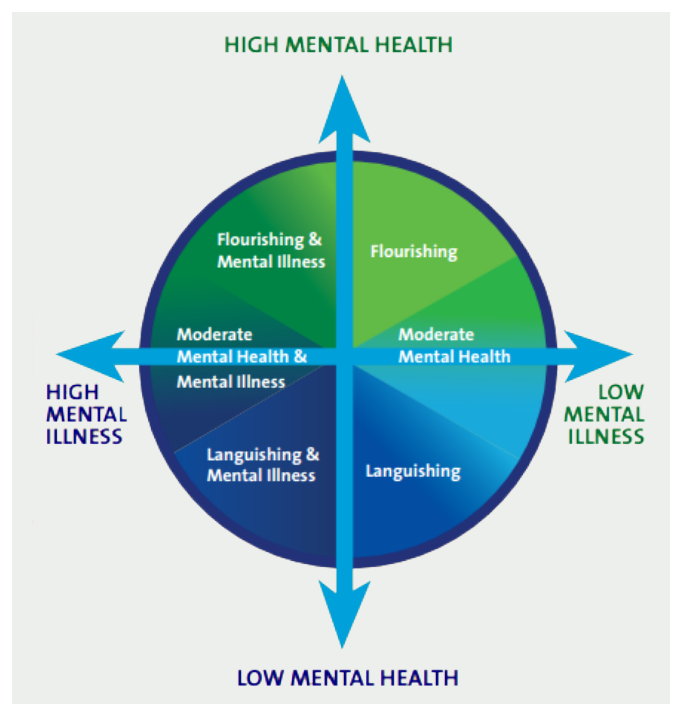 HIGH MENTAL HEALTH
Flourishing &
Mental Illness
Flourishing
Moderate
Mental Health &
Mental Illness
Moderate
Mental Health
HIGH
MENTAL
ILLNESS
LOW
MENTAL
ILLNESS
Languishing &
Mental Illness
Languishing
LOW MENTAL HEALTH